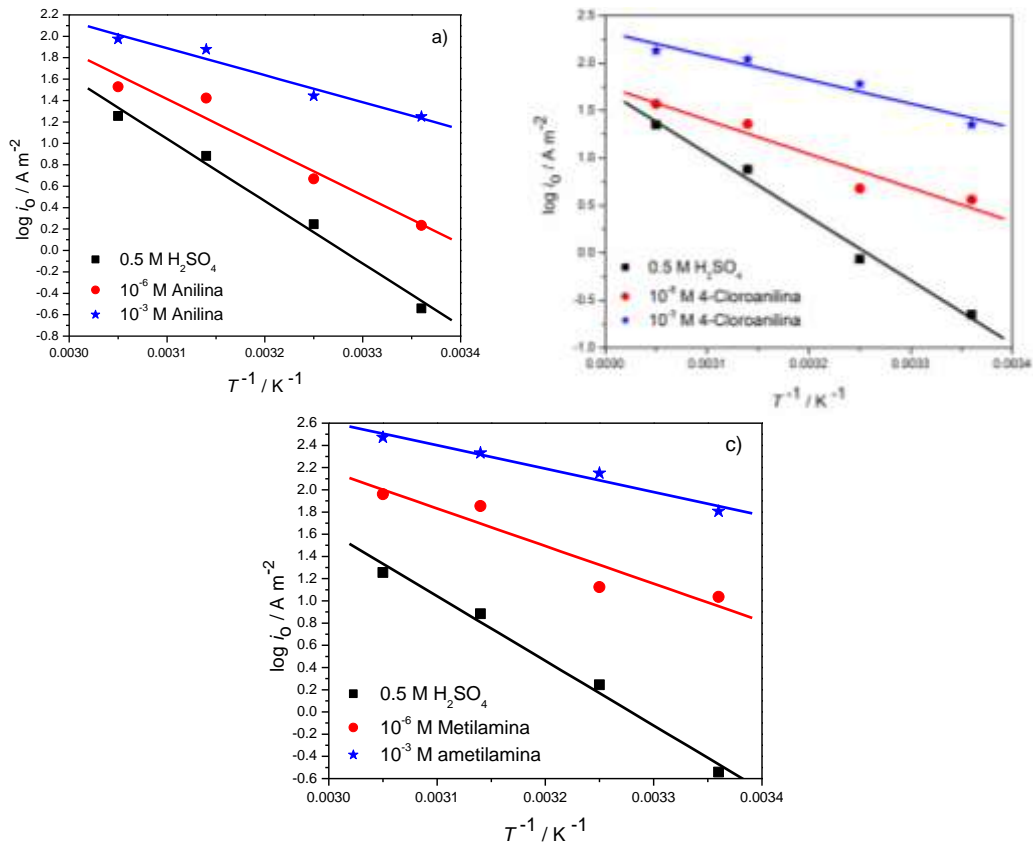 a)
2.2
2.0
1.8
1.6
1.4
1.2
1.0
0.8
0.6
0.4
0.2
0.0
-0.2
-0.4
-0.6
-0.8
log i₀ / A m⁻²
0.5 M H₂SO₄
10⁻⁶ M Anilina
10⁻³ M Anilina
0.0030 0.0031 0.0032 0.0033 0.0034
T⁻¹ / K⁻¹
2.5
2.0
1.5
1.0
0.5
0.0
-0.5
-1.0
log i₀ / A m⁻²
0.5 M H₂SO₄
M 4-Cloroanilina
M 4-Cloroanilina
0.0030 0.0031 0.0032 0.0033 0.0034
T⁻¹ / K⁻¹
c)
2.6
2.4
2.2
2.0
1.8
1.6
1.4
1.2
1.0
0.8
0.6
0.4
0.2
0.0
-0.2
-0.4
-0.6
log i₀ / A m⁻²
0.5 M H₂SO₄
10⁻⁶ M Metilamina
10⁻³ M ametilamina
0.0030 0.0031 0.0032 0.0033 0.0034
T⁻¹ / K⁻¹